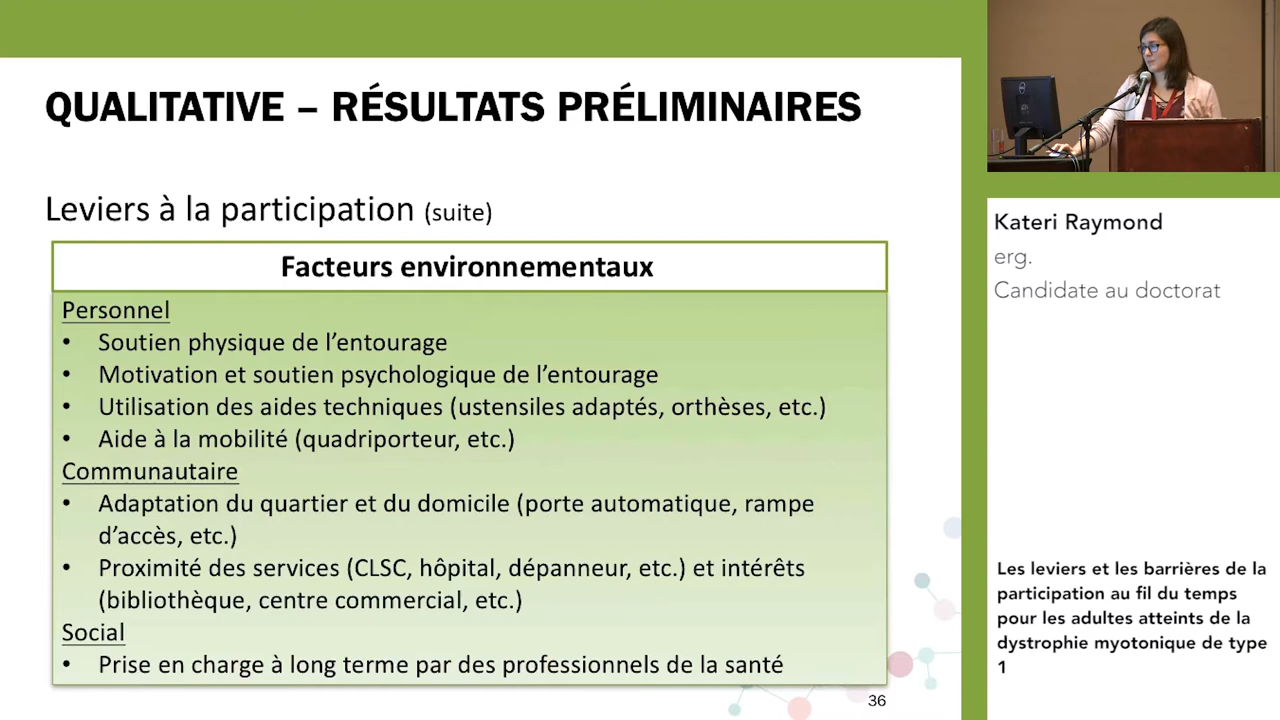 QUALITATIVE – RÉSULTATS PRÉLIMINAIRES
Leviers à la participation (suite)
Facteurs environnementaux
Personnel
• Soutien physique de l’entourage
• Motivation et soutien psychologique de l’entourage
• Utilisation des aides techniques (ustensiles adaptés, orthèses, etc.)
• Aide à la mobilité (quadriporteur, etc.)
Communautaire
• Adaptation du quartier et du domicile (porte automatique, rampe
d’accès, etc.)
• Proximité des services (CLSC, hôpital, dépanneur, etc.) et intérêts
(bibliothèque, centre commercial, etc.)
Social
• Prise en charge à long terme par des professionnels de la santé
36
Kateri Raymond
erg.
Candidate au doctorat
Les leviers et les barrières de la
participation au fil du temps
pour les adultes atteints de la
dystrophie myotonique de type
1